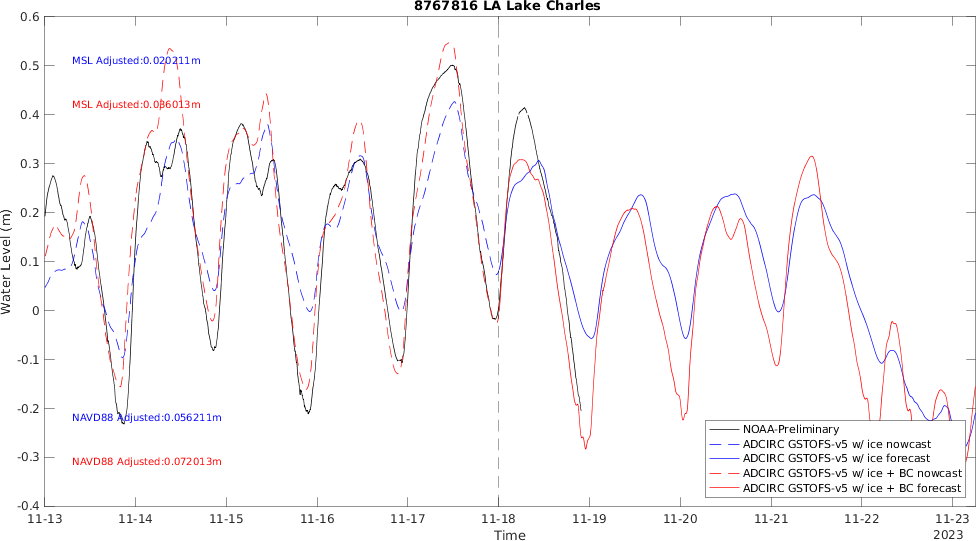 8767816 LA Lake Charles
0.6
0.5
0.4
0.3
0.2
0.1
0
-0.1
-0.2
-0.3
-0.4
Water Level (m)
MSL Adjusted:0.020211m
MSL Adjusted:0.036013m
NAVD88 Adjusted:0.056211m
NAVD88 Adjusted:0.072013m
NOAA-Preliminary
ADCIRC GSTOFS-v5 w/ ice nowcast
ADCIRC GSTOFS-v5 w/ ice forecast
ADCIRC GSTOFS-v5 w/ ice + BC nowcast
ADCIRC GSTOFS-v5 w/ ice + BC forecast
11-13 11-14 11-15 11-16 11-17 11-18 11-19 11-20 11-21 11-22 11-23
Time
2023